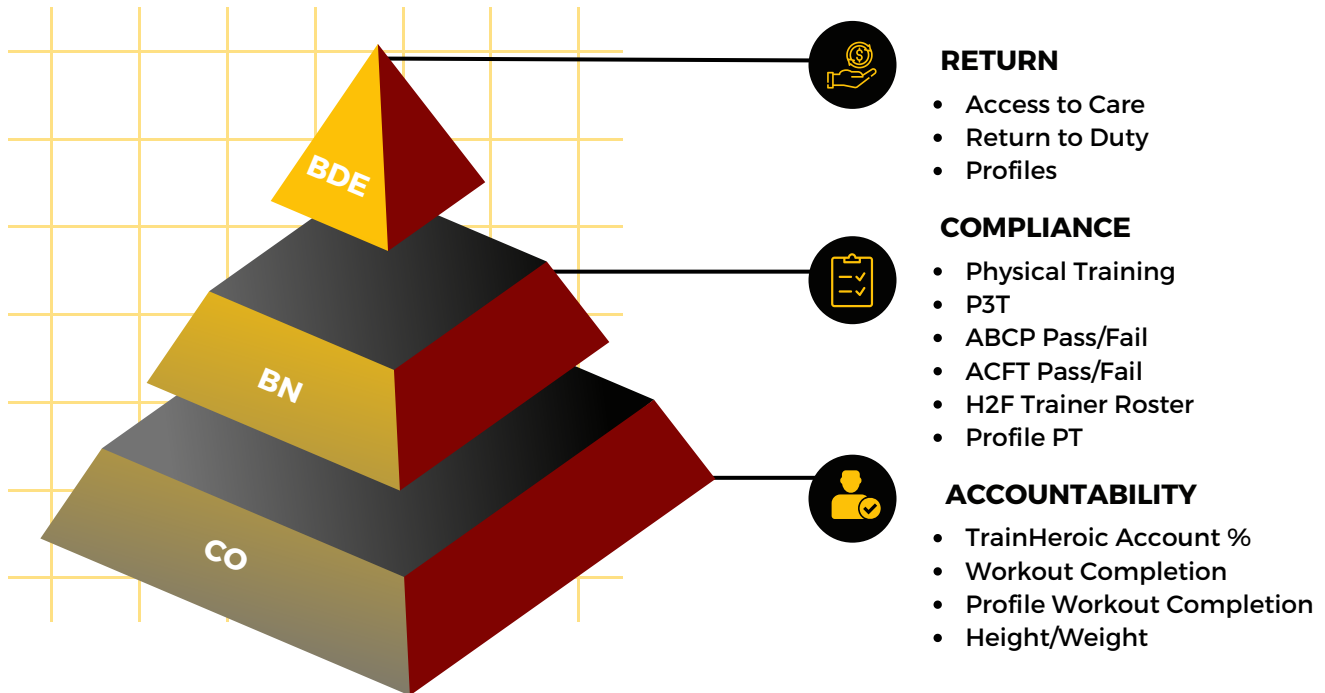 BDE
BN
CO
RETURN
• Access to Care
• Return to Duty
• Profiles
COMPLIANCE
• Physical Training
• P3T
• ABCP Pass/Fail
• ACFT Pass/Fail
• H2F Trainer Roster
• Profile PT
ACCOUNTABILITY
• TrainHeroic Account %
• Workout Completion
• Profile Workout Completion
• Height/Weight
$